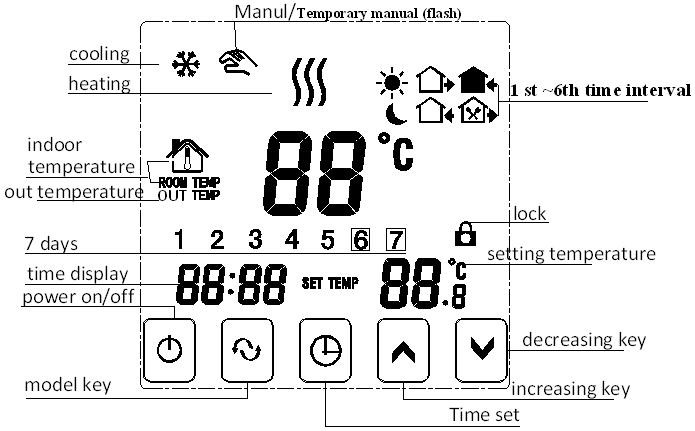 Manul/Temporary manual (flash)
cooling
heating
1 st ~6th time interval
88 °C
indoor
temperature
ROOM TEMP
out temperature
OUT TEMP
lock
7 days
1 2 3 4 5 6 7
setting temperature
time display
88:88
SET TEMP
88.8 °C
power on/off
decreasing key
model key
increasing key
Time set